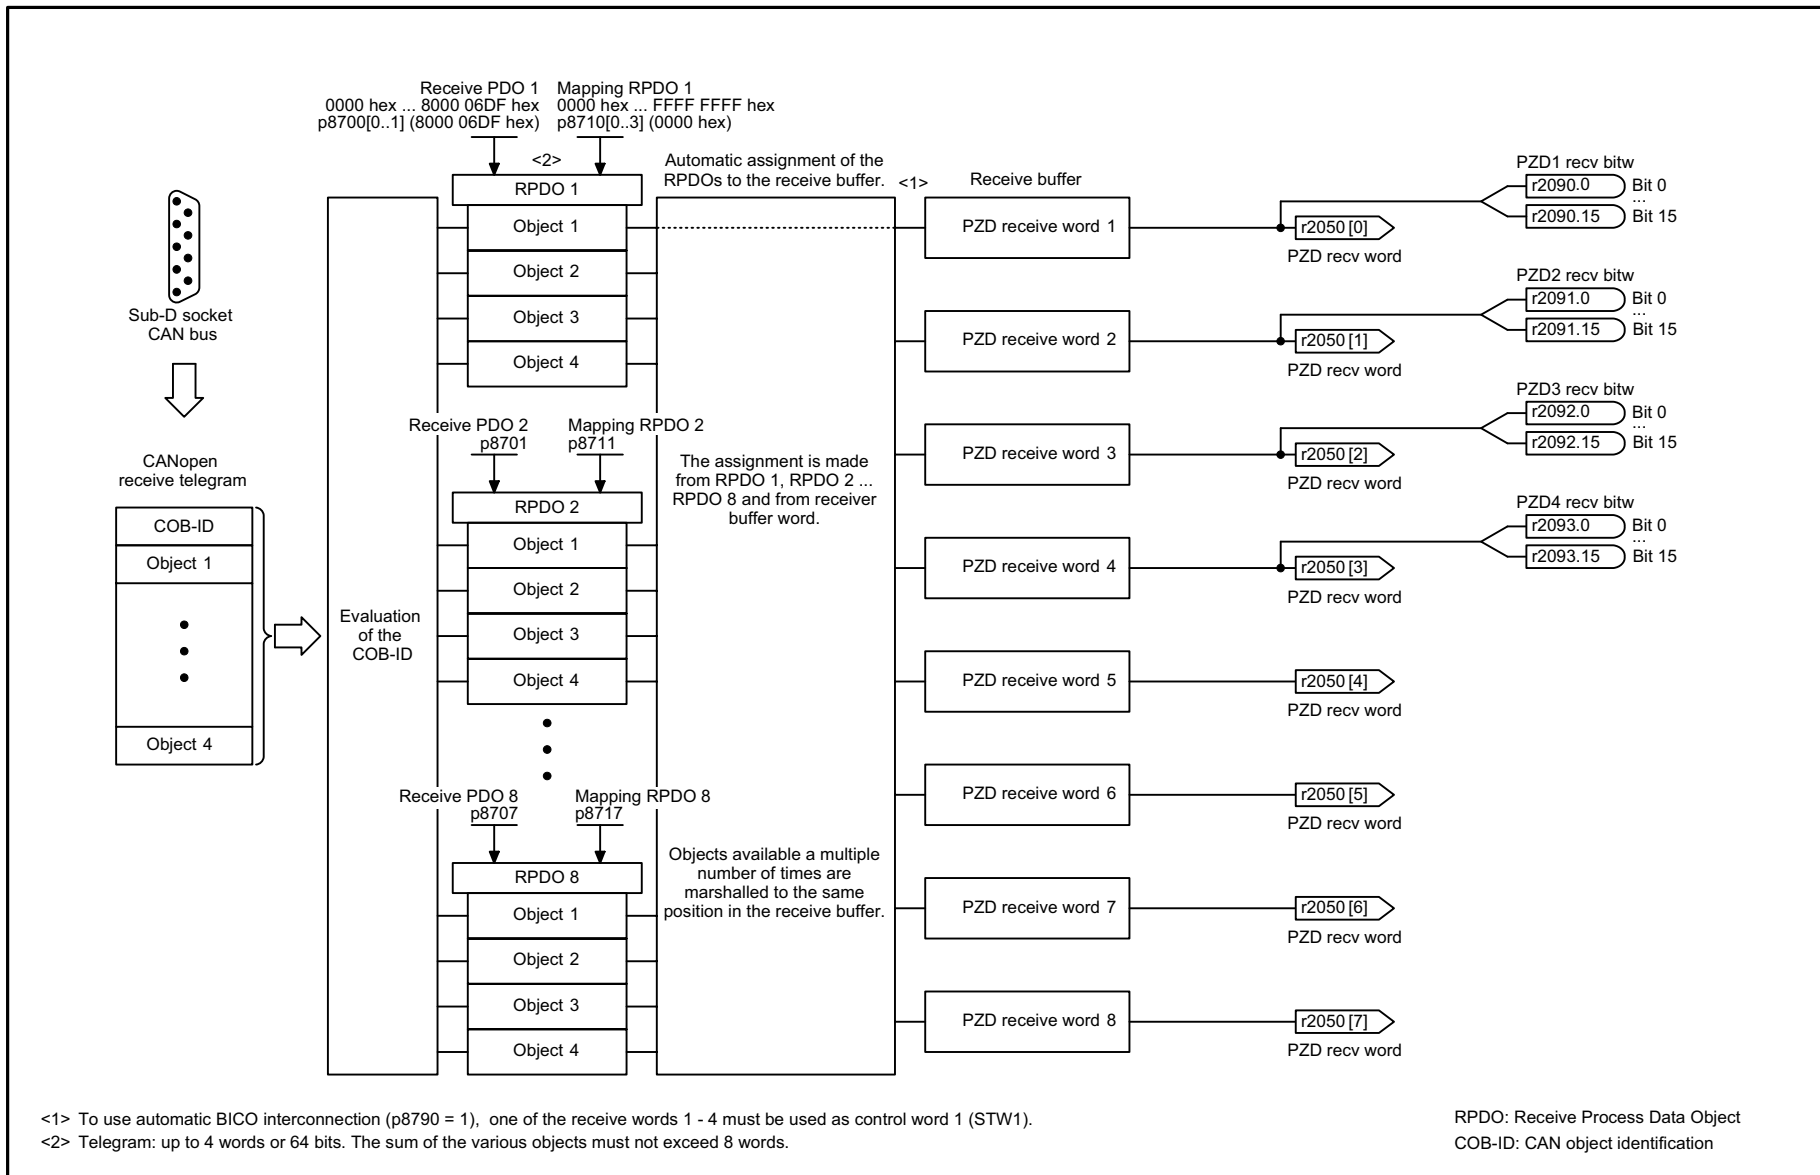 Receive PDO 1
0000 hex ... 8000 06DF hex
p8700[0..1] (8000 06DF hex)
Mapping RPDO 1
0000 hex ... FFFF FFFF hex
p8710[0..3] (0000 hex)
<2>
Automatic assignment of the
RPDOs to the receive buffer.
<1>
Receive buffer
RPDO 1
Object 1
Object 2
Object 3
Object 4
Sub-D socket
CAN bus
CANopen
receive telegram
COB-ID
Object 1
Object 4
Evaluation
of the
COB-ID
Receive PDO 2
p8701
Mapping RPDO 2
p8711
RPDO 2
Object 1
Object 2
Object 3
Object 4
Receive PDO 8
p8707
Mapping RPDO 8
p8717
RPDO 8
Object 1
Object 2
Object 3
Object 4
The assignment is made
from RPDO 1, RPDO 2 ...
RPDO 8 and from receiver
buffer word.
Objects available a multiple
number of times are
marshalled to the same
position in the receive buffer.
PZD receive word 1
r2050 [0]
PZD recv word
PZD1 recv bitw
r2090.0 Bit 0
...
r2090.15 Bit 15
PZD receive word 2
r2050 [1]
PZD recv word
PZD2 recv bitw
r2091.0 Bit 0
...
r2091.15 Bit 15
PZD receive word 3
r2050 [2]
PZD recv word
PZD3 recv bitw
r2092.0 Bit 0
...
r2092.15 Bit 15
PZD receive word 4
r2050 [3]
PZD recv word
PZD4 recv bitw
r2093.0 Bit 0
...
r2093.15 Bit 15
PZD receive word 5
r2050 [4]
PZD recv word
PZD receive word 6
r2050 [5]
PZD recv word
PZD receive word 7
r2050 [6]
PZD recv word
PZD receive word 8
r2050 [7]
PZD recv word
<1> To use automatic BICO interconnection (p8790 = 1), one of the receive words 1 - 4 must be used as control word 1 (STW1).
<2> Telegram: up to 4 words or 64 bits. The sum of the various objects must not exceed 8 words.
RPDO: Receive Process Data Object
COB-ID: CAN object identification